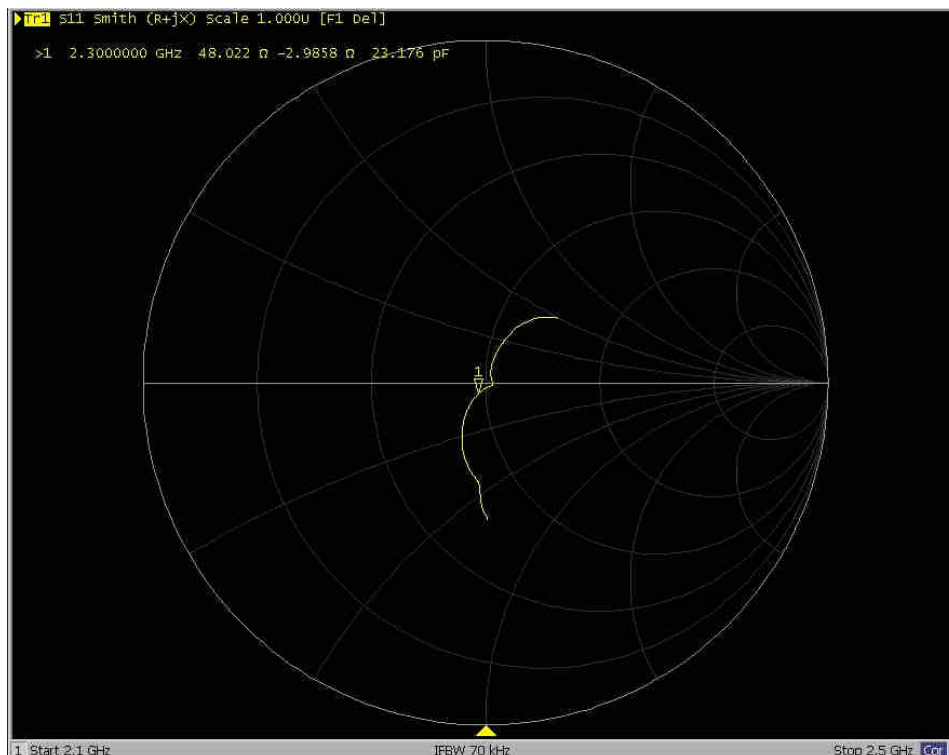 Tr1 S11 Smith (R+jX) Scale 1.000U [F1 Del]
>1 2.3000000 GHz 48.022 Ω -2.9858 Ω 23.176 pF
1
1 Start 2.1 GHz IFBW 70 kHz Stop 2.5 GHz Cor